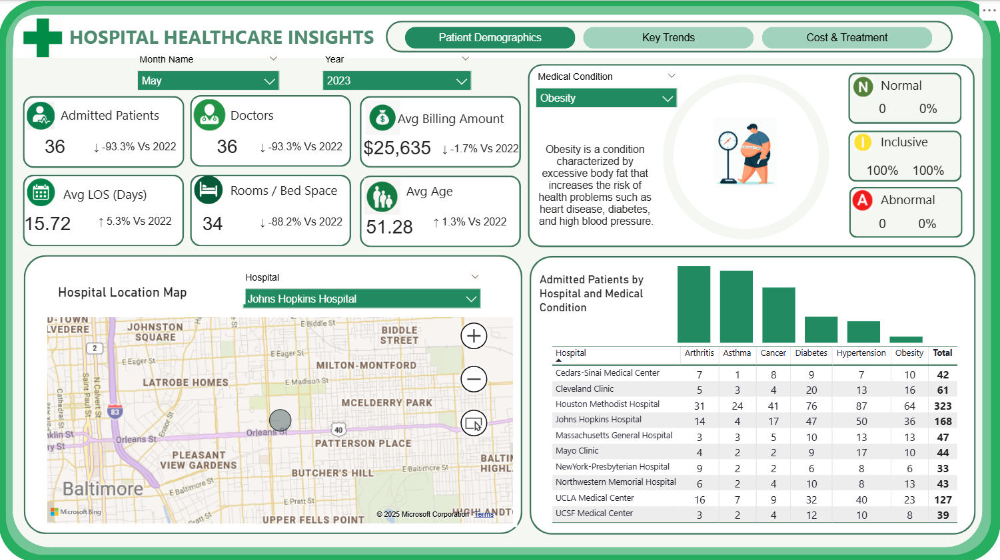 HOSPITAL HEALTHCARE INSIGHTS
Patient Demographics
Key Trends
Cost & Treatment
Month Name
May
Year
2023
Admitted Patients
36
↓ -93.3% Vs 2022
Doctors
36
↓ -93.3% Vs 2022
Avg Billing Amount
$25,635
↓ -1.7% Vs 2022
Avg LOS (Days)
15.72
↑ 5.3% Vs 2022
Rooms / Bed Space
34
↓ -88.2% Vs 2022
Avg Age
51.28
↑ 1.3% Vs 2022
Medical Condition
Obesity
Obesity is a condition
characterized by
excessive body fat that
increases the risk of
health problems such as
heart disease, diabetes,
and high blood pressure.
N Normal
0 0%
I Inclusive
100% 100%
A Abnormal
0 0%
Hospital Location Map
Hospital
Johns Hopkins Hospital
D-TOWN
LVEDERE
JOHNSTON
SQUARE
E Biddle St
BIDDLE
STREET
2
E Eager St
E Eager St
MILTON-MONTFORD
LATROBE HOMES
E Madison St
Cathedral St
Saint Paul St
N Calvert St
MCELDERRY PARK
83
Ensor St
nklin St
ry St
Orleans St
Orleans St
40
PATTERSON PLACE
PLEASANT
VIEW GARDENS
BUTCHER'S HILL
E Baltimore St
BALTIM
HIGHL
Baltimore
E Baltimore St
E Pratt St
Pratt St
UPPER FELLS POINT
HIGHLANDT
Microsoft Bing
© 2025 Microsoft Corporation Terms
Admitted Patients by
Hospital and Medical
Condition
Hospital Arthritis Asthma Cancer Diabetes Hypertension Obesity Total
Cedars-Sinai Medical Center 7 1 8 9 7 10 42
Cleveland Clinic 5 3 4 20 13 16 61
Houston Methodist Hospital 31 24 41 76 87 64 323
Johns Hopkins Hospital 14 4 17 47 50 36 168
Massachusetts General Hospital 3 3 5 10 13 13 47
Mayo Clinic 4 2 2 9 17 10 44
NewYork-Presbyterian Hospital 9 2 2 6 8 6 33
Northwestern Memorial Hospital 6 2 4 10 8 13 43
UCLA Medical Center 16 7 9 32 40 23 127
UCSF Medical Center 3 2 4 12 10 8 39